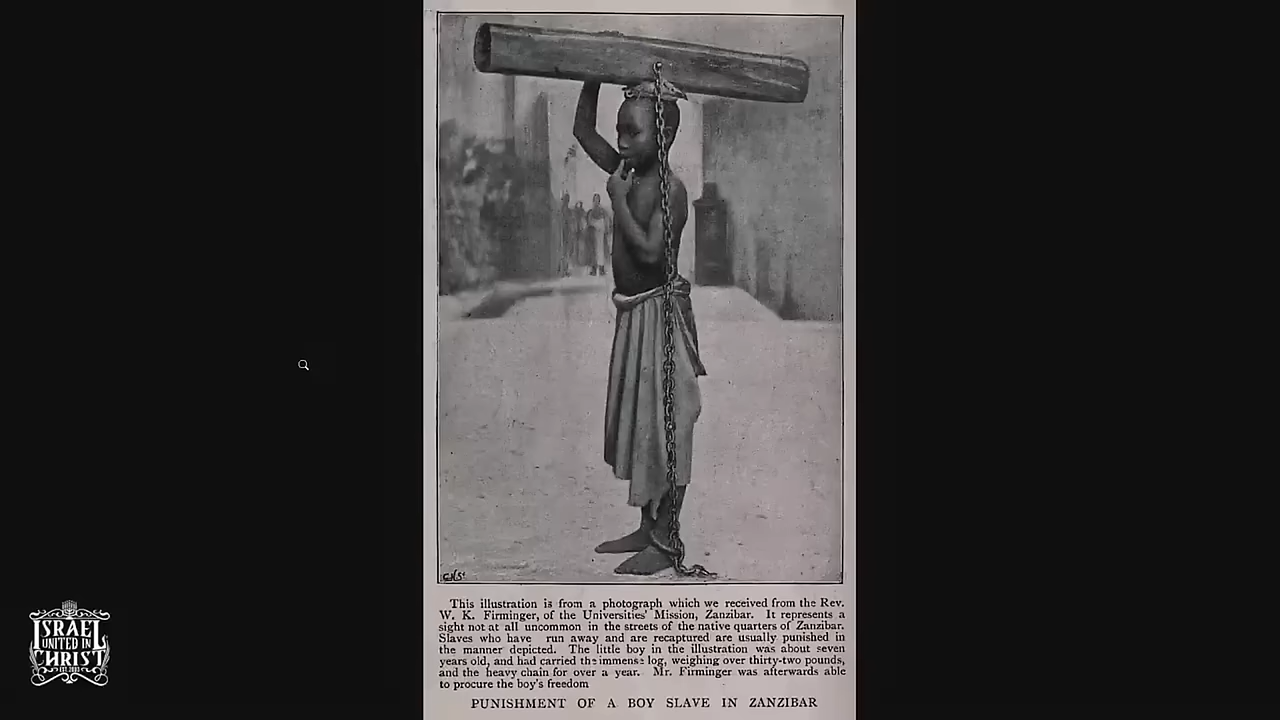 G.K.S.
This illustration is from a photograph which we received from the Rev.
W. K. Firminger, of the Universities' Mission, Zanzibar. It represents a
sight not at all uncommon in the streets of the native quarters of Zanzibar.
Slaves who have run away and are recaptured are usually punished in
the manner depicted. The little boy in the illustration was about seven
years old, and had carried the immense log, weighing over thirty-two pounds,
and the heavy chain for over a year. Mr. Firminger was afterwards able
to procure the boy's freedom
PUNISHMENT OF A BOY SLAVE IN ZANZIBAR
ISRAEL
UNITED IN
CHRIST
EST. 2003